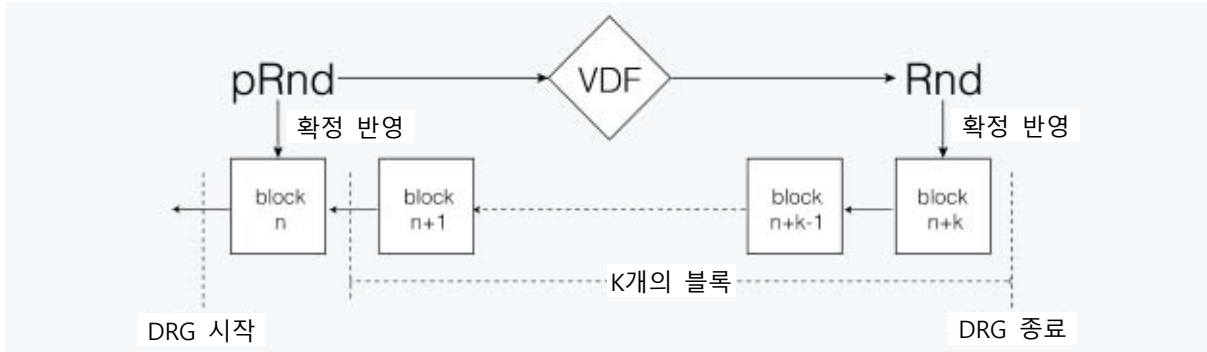 pRnd
VDF
Rnd
확정 반영
확정 반영
block
n
block
n+1
block
n+k-1
block
n+k
K개의 블록
DRG 시작
DRG 종료